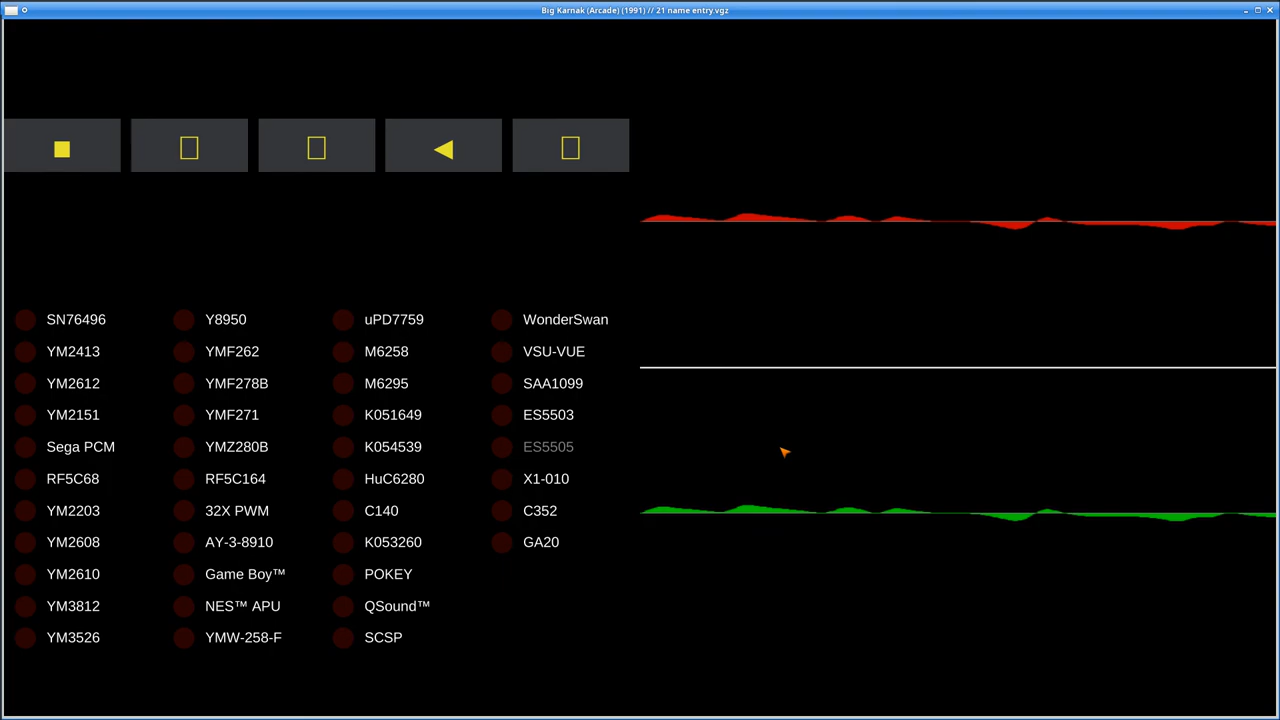 Big Karnak (Arcade) (1991) // 21 name entry.vgz
SN76496
YM2413
YM2612
YM2151
Sega PCM
RF5C68
YM2203
YM2608
YM2610
YM3812
YM3526
Y8950
YMF262
YMF278B
YMF271
YMZ280B
RF5C164
32X PWM
AY-3-8910
Game Boy™
NES™ APU
YMW-258-F
uPD7759
M6258
M6295
K051649
K054539
HuC6280
C140
K053260
POKEY
QSound™
SCSP
WonderSwan
VSU-VUE
SAA1099
ES5503
ES5505
X1-010
C352
GA20